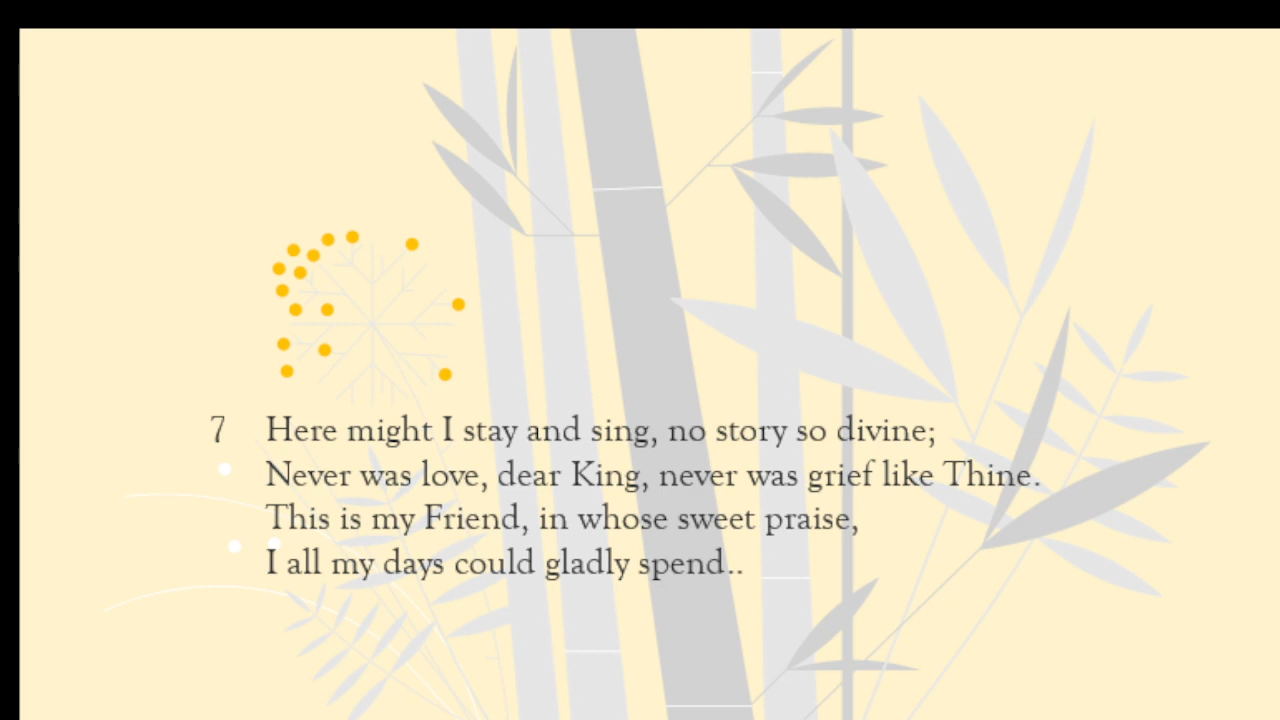 7 Here might I stay and sing, no story so divine;
Never was love, dear King, never was grief like Thine.
This is my Friend, in whose sweet praise,
I all my days could gladly spend..